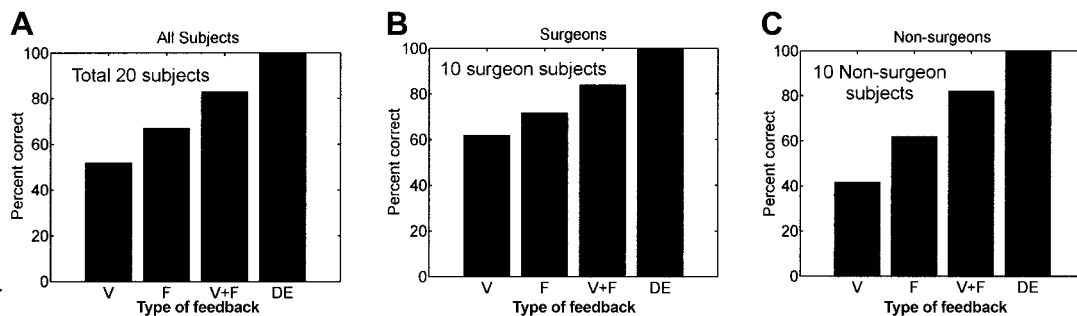 A
All Subjects
Total 20 subjects
Percent correct
100
80
60
40
20
0
V F V+F DE
Type of feedback
B
Surgeons
10 surgeon subjects
Percent correct
100
80
60
40
20
0
V F V+F DE
Type of feedback
C
Non-surgeons
10 Non-surgeon
subjects
Percent correct
100
80
60
40
20
0
V F V+F DE
Type of feedback